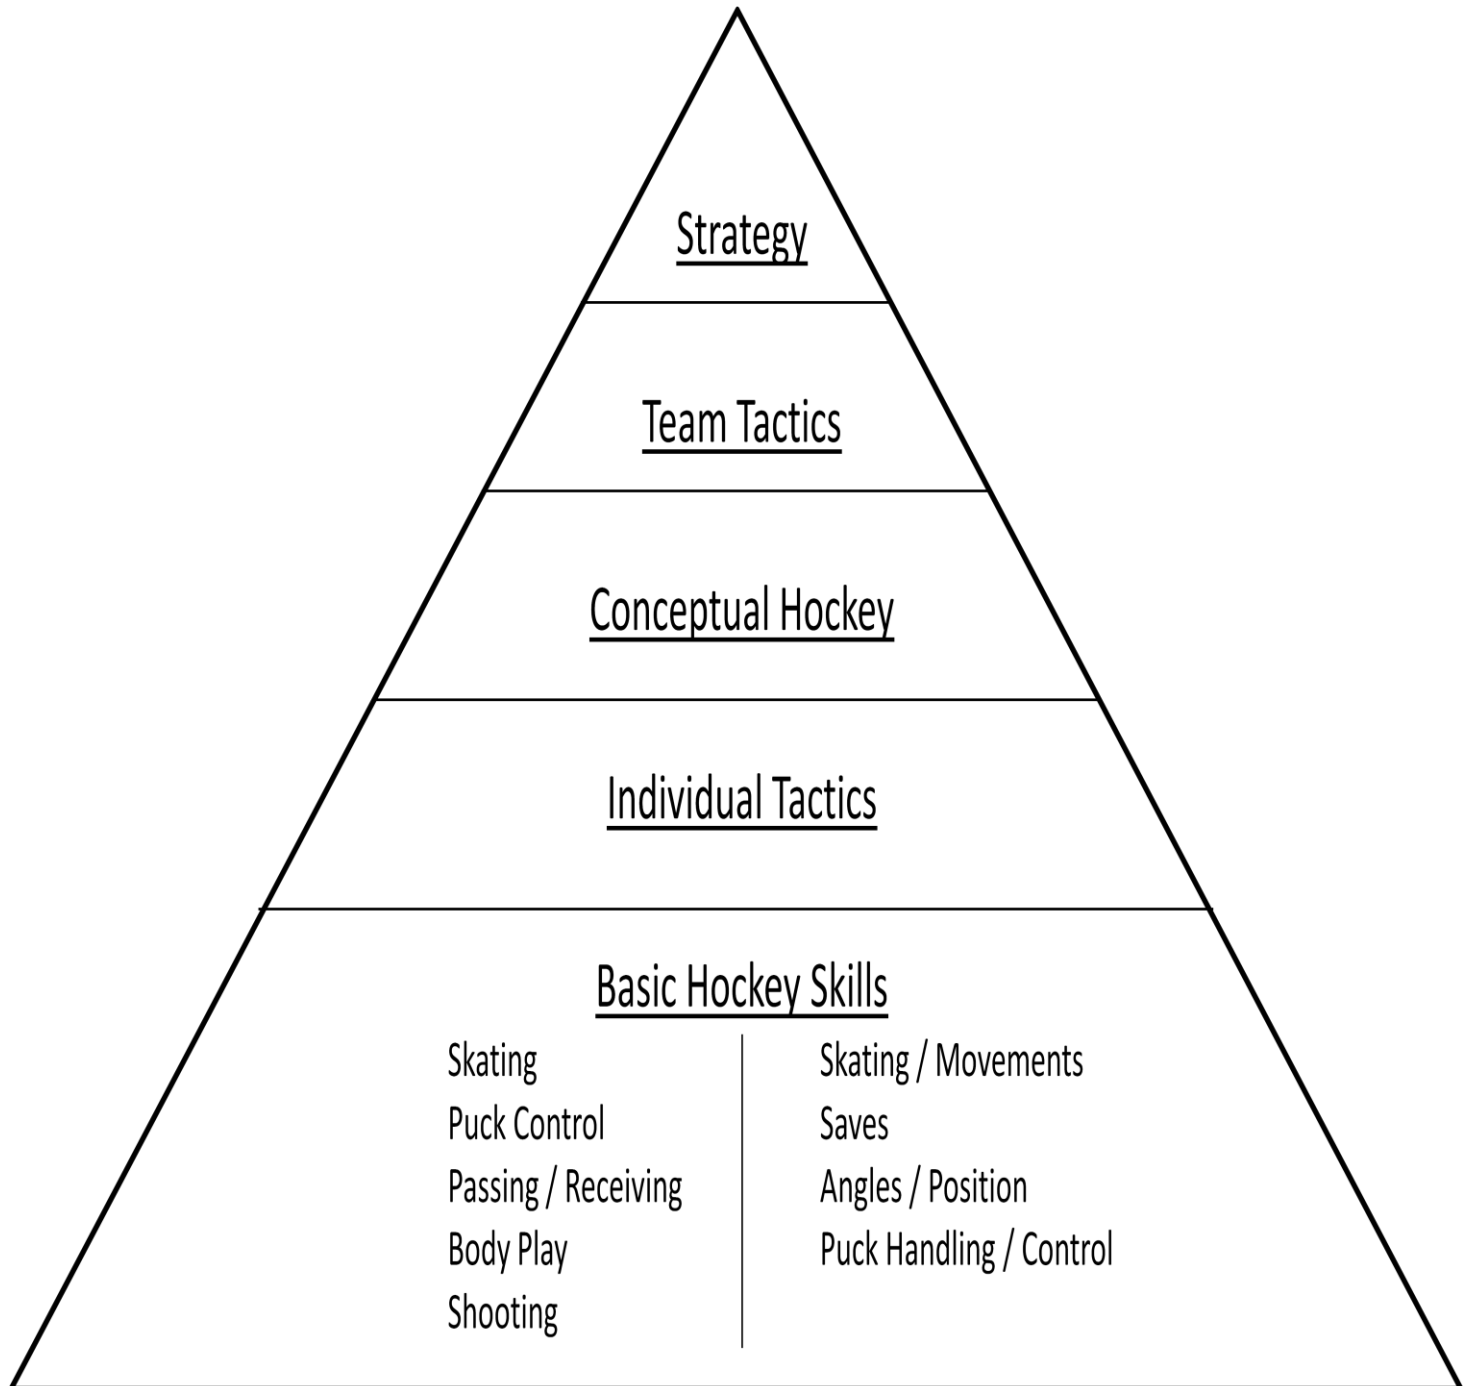 Strategy
Team Tactics
Conceptual Hockey
Individual Tactics
Basic Hockey Skills
Skating
Puck Control
Passing / Receiving
Body Play
Shooting
Skating / Movements
Saves
Angles / Position
Puck Handling / Control